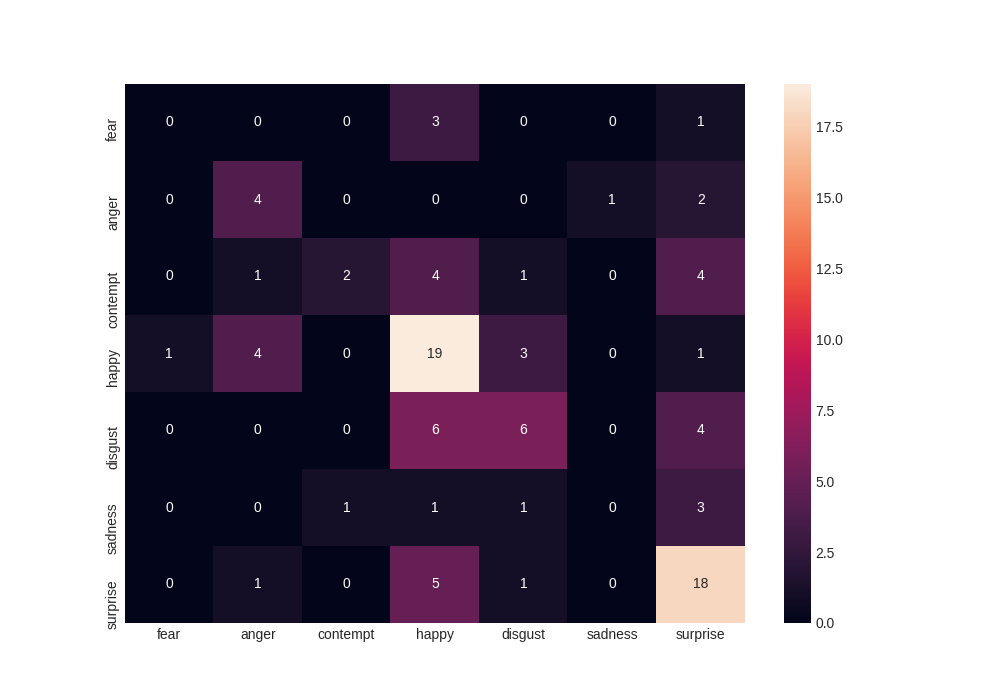 fear 0 0 0 3 0 0 1
anger 0 4 0 0 0 1 2
contempt 0 1 2 4 1 0 4
happy 1 4 0 19 3 0 1
disgust 0 0 0 6 6 0 4
sadness 0 0 1 1 1 0 3
surprise 0 1 0 5 1 0 18
fear anger contempt happy disgust sadness surprise
17.5
15.0
12.5
10.0
7.5
5.0
2.5
0.0